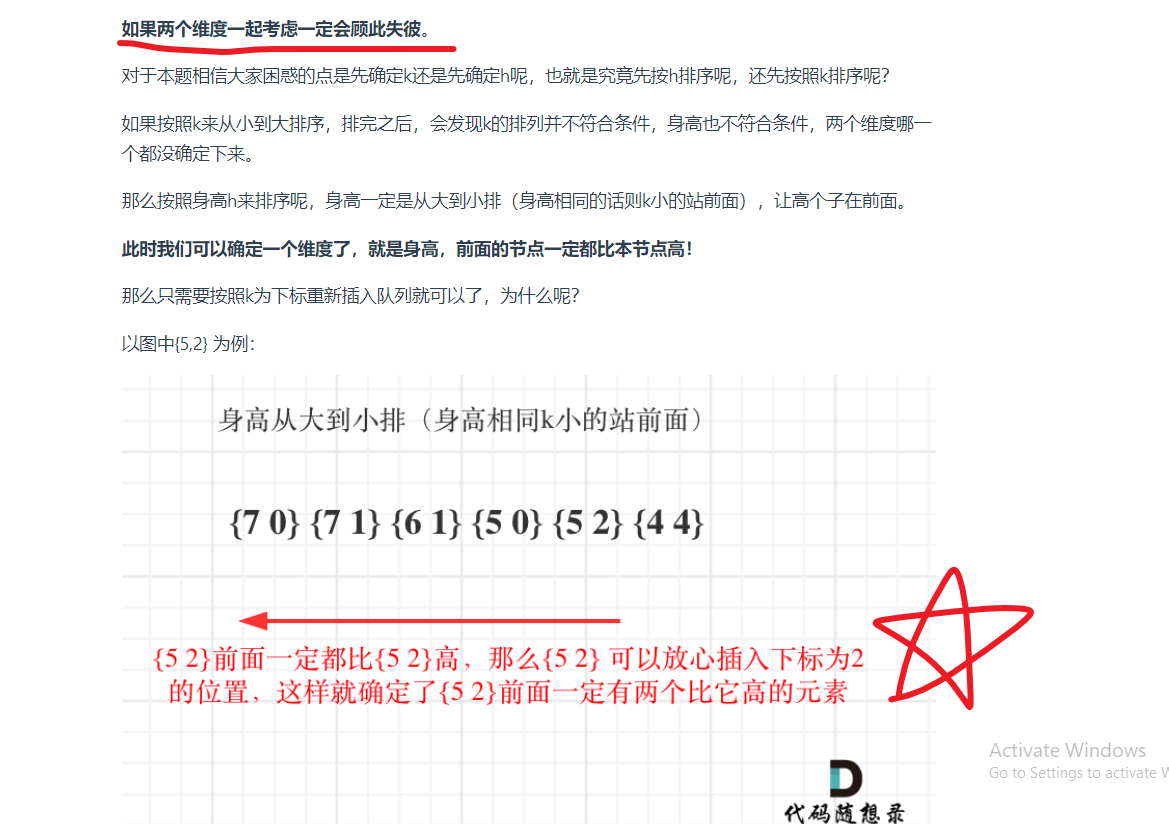 如果两个维度一起考虑一定会顾此失彼。
对于本题相信大家困惑的点是先确定k还是先确定h呢，也就是究竟先按h排序呢，还先按照k排序呢？
如果按照k来从小到大排序，排完之后，会发现k的排列并不符合条件，身高也不符合条件，两个维度哪一
个都没确定下来。
那么按照身高h来排序呢，身高一定是从大到小排（身高相同的话则k小的站前面），让高个子在前面。
此时我们可以确定一个维度了，就是身高，前面的节点一定都比本节点高！
那么只需要按照k为下标重新插入队列就可以了，为什么呢？
以图中{5,2} 为例：
身高从大到小排（身高相同k小的站前面）
{7 0} {7 1} {6 1} {5 0} {5 2} {4 4}
{5 2}前面一定都比{5 2}高，那么{5 2} 可以放心插入下标为2
的位置，这样就确定了{5 2}前面一定有两个比它高的元素
Activate Windows
Go to Settings to activate W
代码随想录